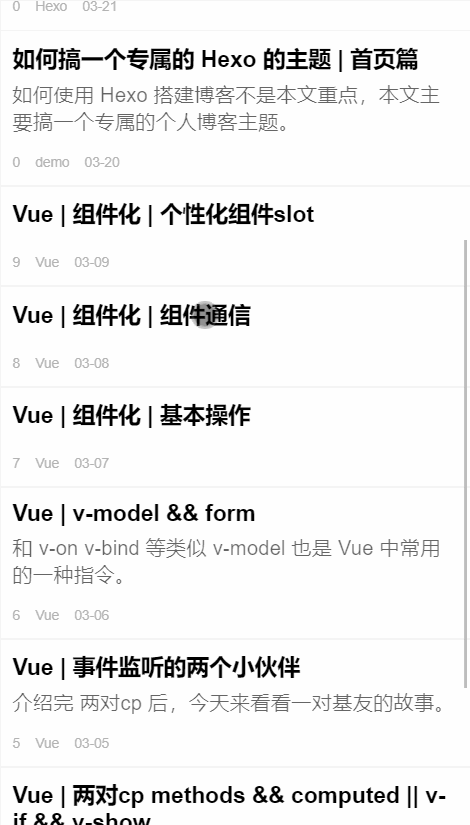 0 Hexo 03-21
如何搞一个专属的 Hexo 的主题 | 首页篇
如何使用 Hexo 搭建博客不是本文重点，本文主
要搞一个专属的个人博客主题。
0 demo 03-20
Vue | 组件化 | 个性化组件slot
9 Vue 03-09
Vue | 组件化 | 组件通信
8 Vue 03-08
Vue | 组件化 | 基本操作
7 Vue 03-07
Vue | v-model && form
和 v-on v-bind 等类似 v-model 也是 Vue 中常用
的一种指令。
6 Vue 03-06
Vue | 事件监听的两个小伙伴
介绍完 两对cp 后，今天来看看一对基友的故事。
5 Vue 03-05
Vue | 两对cp methods && computed || v-
if && v-show